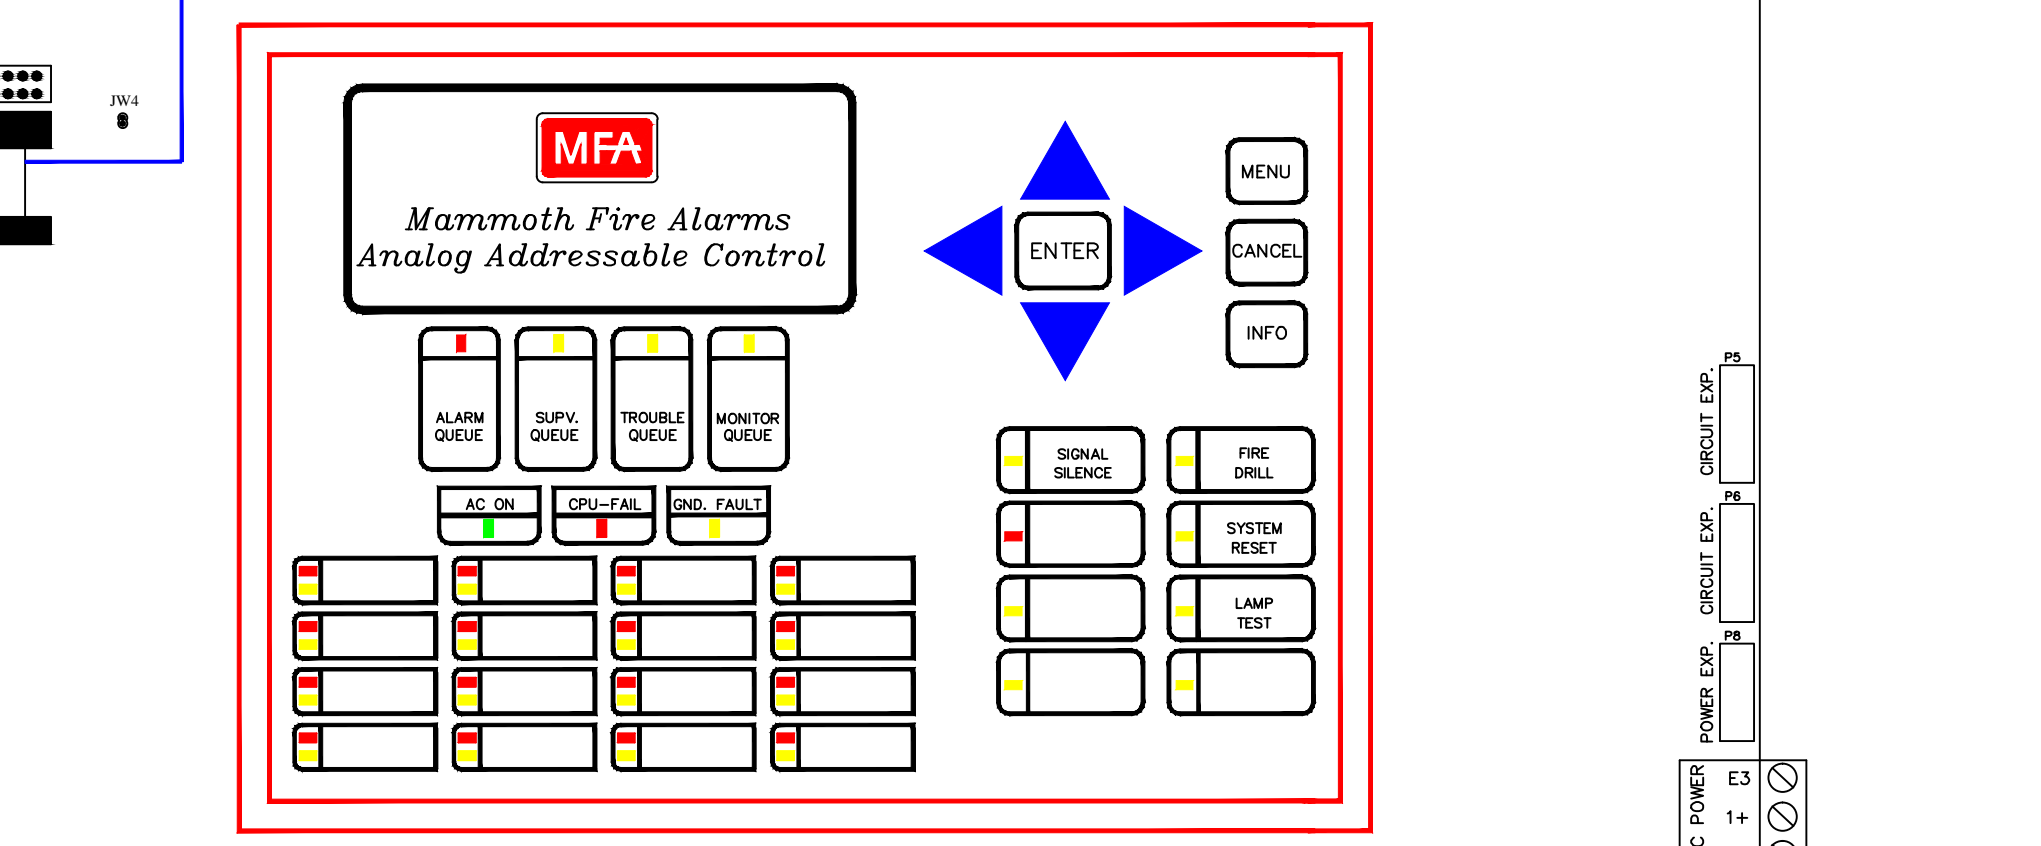 JW4
MFA
Mammoth Fire Alarms
Analog Addressable Control
MENU
ENTER
CANCEL
INFO
ALARM
QUEUE
SUPV.
QUEUE
TROUBLE
QUEUE
MONITOR
QUEUE
AC ON
CPU-FAIL
GND. FAULT
SIGNAL
SILENCE
FIRE
DRILL
SYSTEM
RESET
LAMP
TEST
P5
CIRCUIT EXP.
P6
CIRCUIT EXP.
P8
POWER EXP.
C POWER
E3
1+